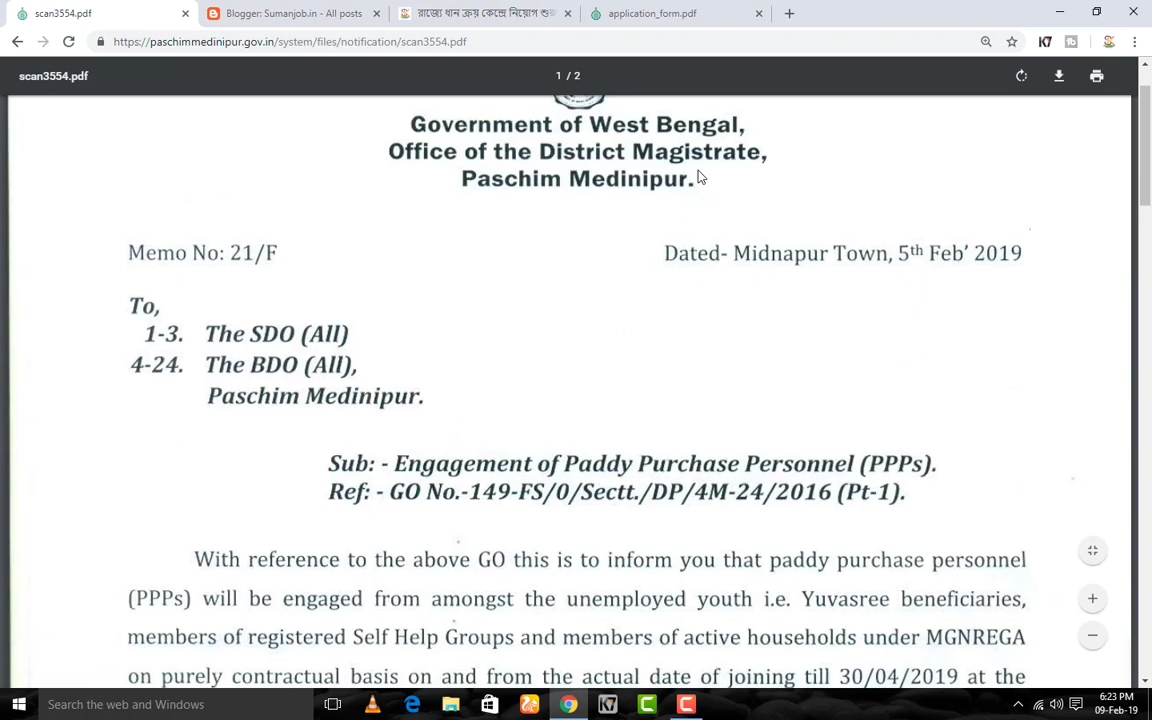 scan3554.pdf
Blogger: Sumanjob.in - All posts
রাজ্যে ধান ক্রয় কেন্দ্রে নিয়োগ শুরু
application_form.pdf
https://paschimmedinipur.gov.in/system/files/notification/scan3554.pdf
scan3554.pdf
1 / 2
Government of West Bengal,
Office of the District Magistrate,
Paschim Medinipur.
Memo No: 21/F
Dated- Midnapur Town, 5th Feb' 2019
To,
1-3. The SDO (All)
4-24. The BDO (All),
Paschim Medinipur.
Sub: - Engagement of Paddy Purchase Personnel (PPPs).
Ref: - GO No.-149-FS/0/Sectt./DP/4M-24/2016 (Pt-1).
With reference to the above GO this is to inform you that paddy purchase personnel
(PPPs) will be engaged from amongst the unemployed youth i.e. Yuvasree beneficiaries,
members of registered Self Help Groups and members of active households under MGNREGA
on purely contractual basis on and from the actual date of joining till 30/04/2019 at the
Search the web and Windows
6:23 PM
09-Feb-19